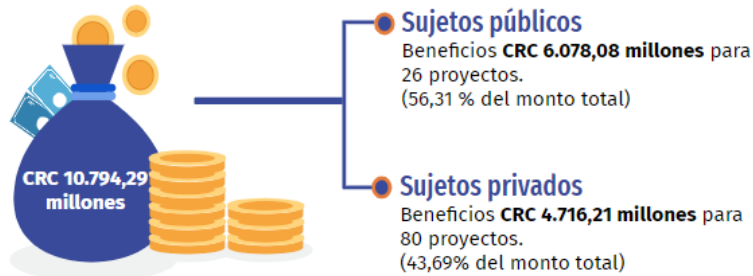 CRC 10.794,29
millones
Sujetos públicos
Beneficios CRC 6.078,08 millones para
26 proyectos.
(56,31 % del monto total)
Sujetos privados
Beneficios CRC 4.716,21 millones para
80 proyectos.
(43,69% del monto total)